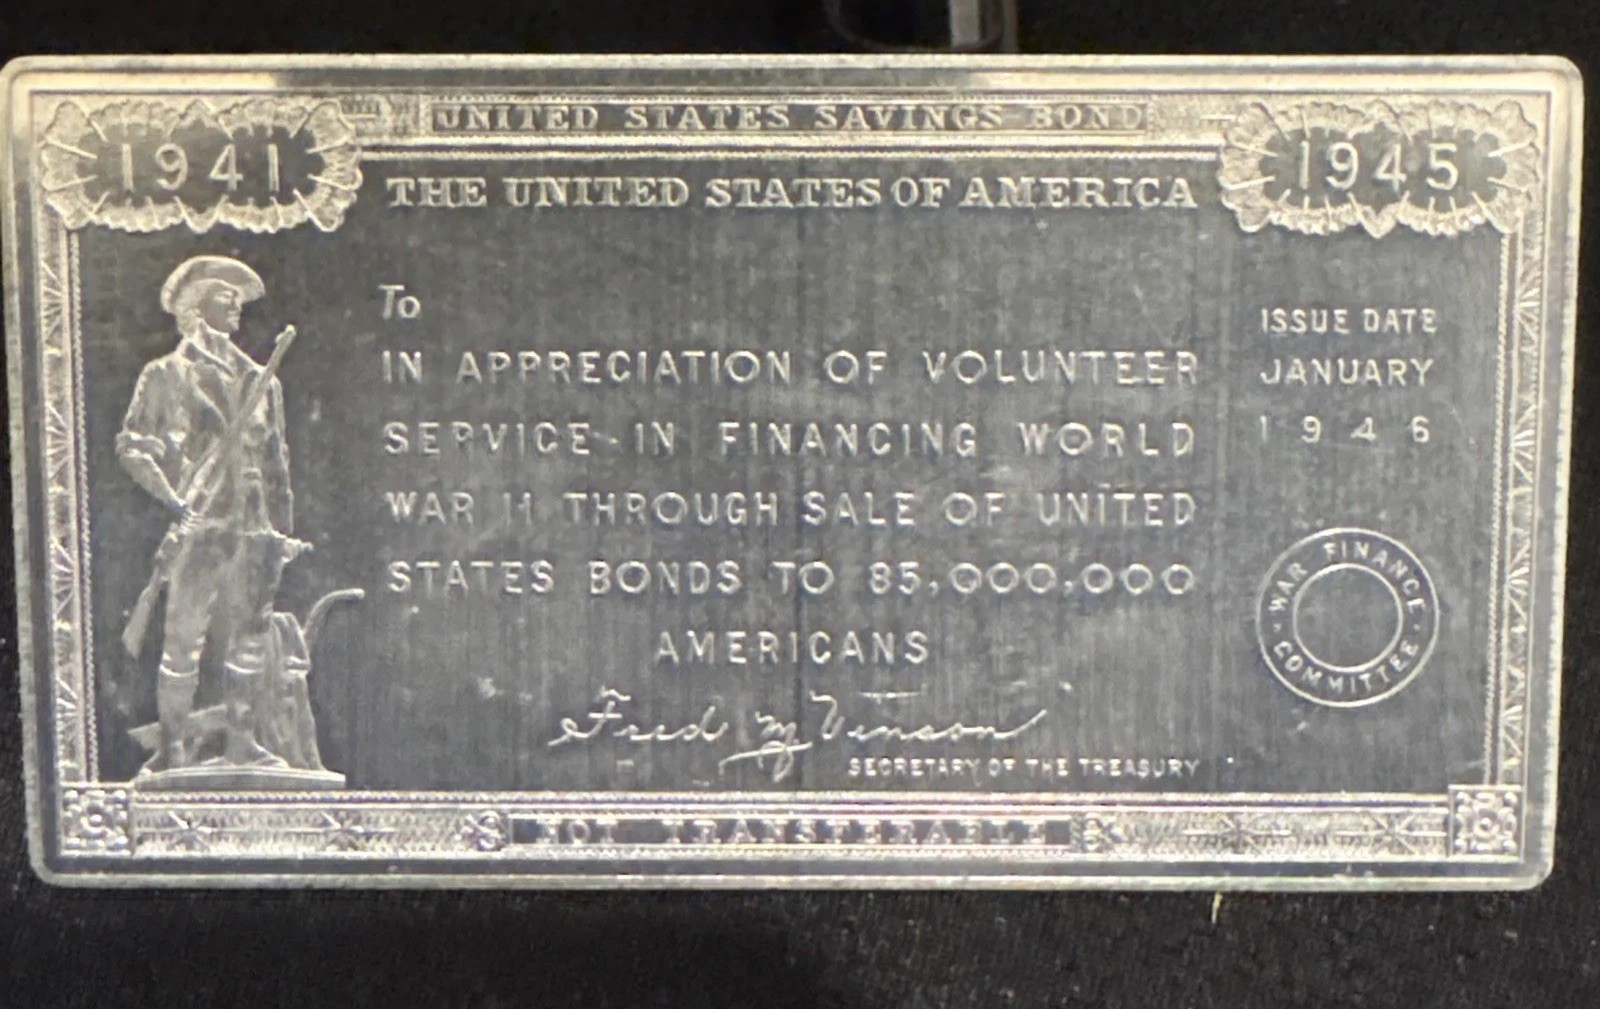 UNITED STATES SAVINGS BOND
1941
1945
THE UNITED STATES OF AMERICA
To
IN APPRECIATION OF VOLUNTEER
SERVICE IN FINANCING WORLD
WAR II THROUGH SALE OF UNITED
STATES BONDS TO 85,000,000
AMERICANS
Fred M Vinson
SECRETARY OF THE TREASURY
ISSUE DATE
JANUARY
1946
WAR FINANCE
COMMITTEE
NOT TRANSFERABLE